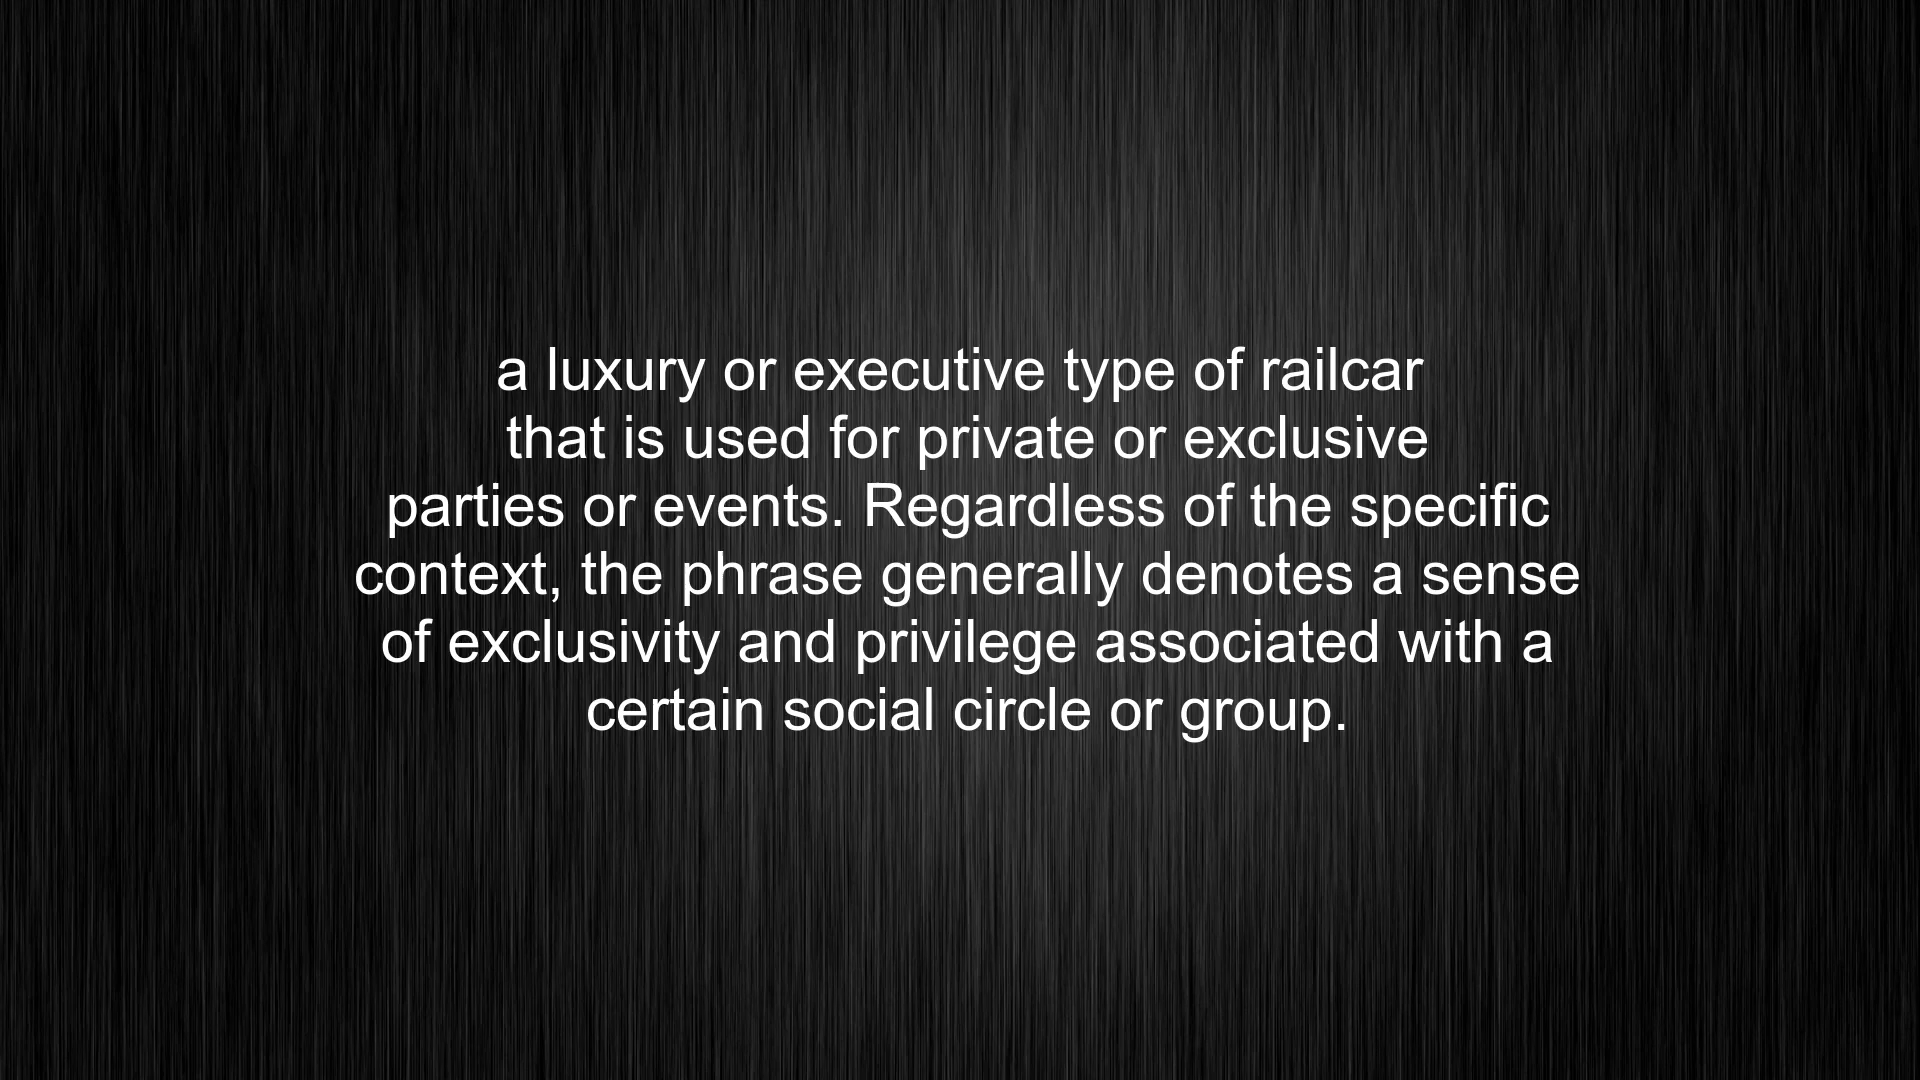 a luxury or executive type of railcar
that is used for private or exclusive
parties or events. Regardless of the specific
context, the phrase generally denotes a sense
of exclusivity and privilege associated with a
certain social circle or group.